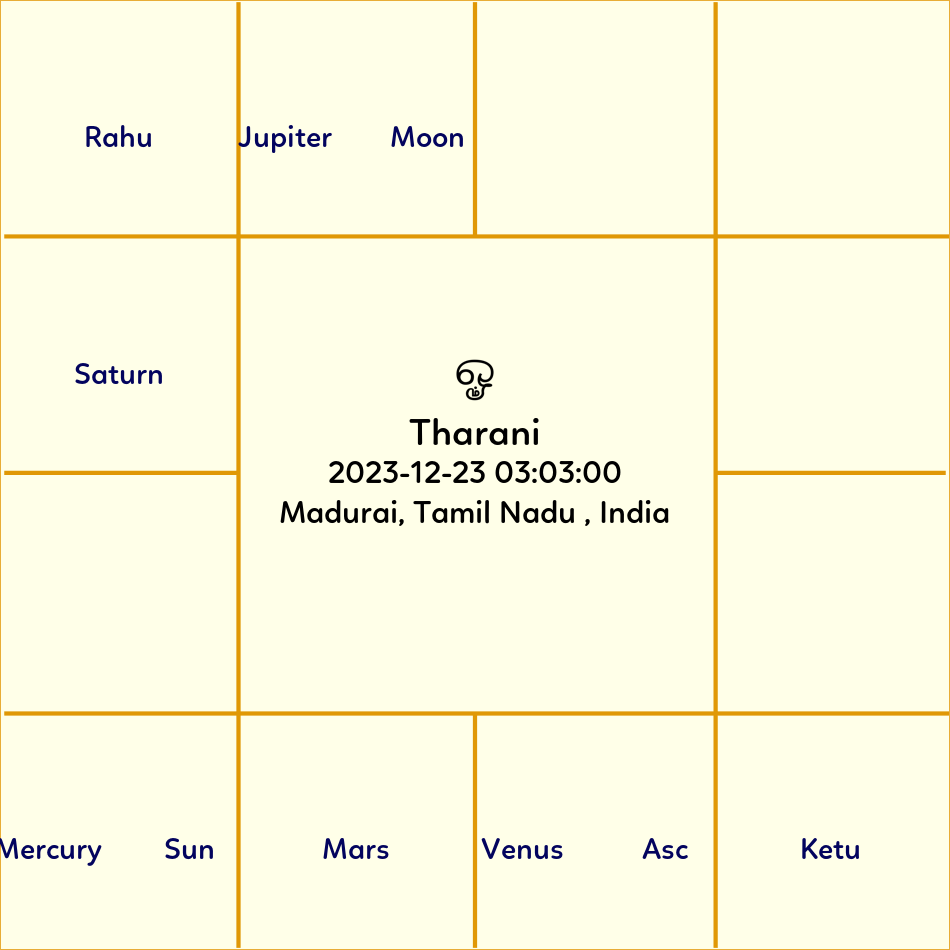 Rahu Jupiter Moon
Saturn
ௐ
Tharani
2023-12-23 03:03:00
Madurai, Tamil Nadu , India
Mercury Sun Mars Venus Asc Ketu